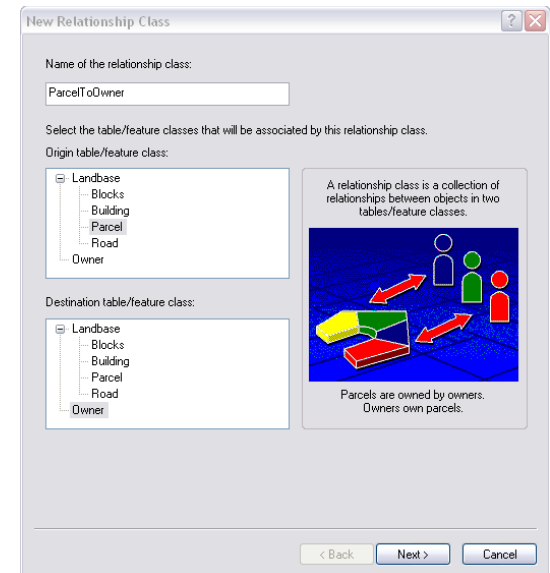 New Relationship Class
?
Name of the relationship class:
ParcelToOwner
Select the table/feature classes that will be associated by this relationship class.
Origin table/feature class:
Landbase
Blocks
Building
Parcel
Road
Owner
A relationship class is a collection of
relationships between objects in two
tables/feature classes.
Destination table/feature class:
Landbase
Blocks
Building
Parcel
Road
Owner
Parcels are owned by owners.
Owners own parcels.
< Back
Next >
Cancel